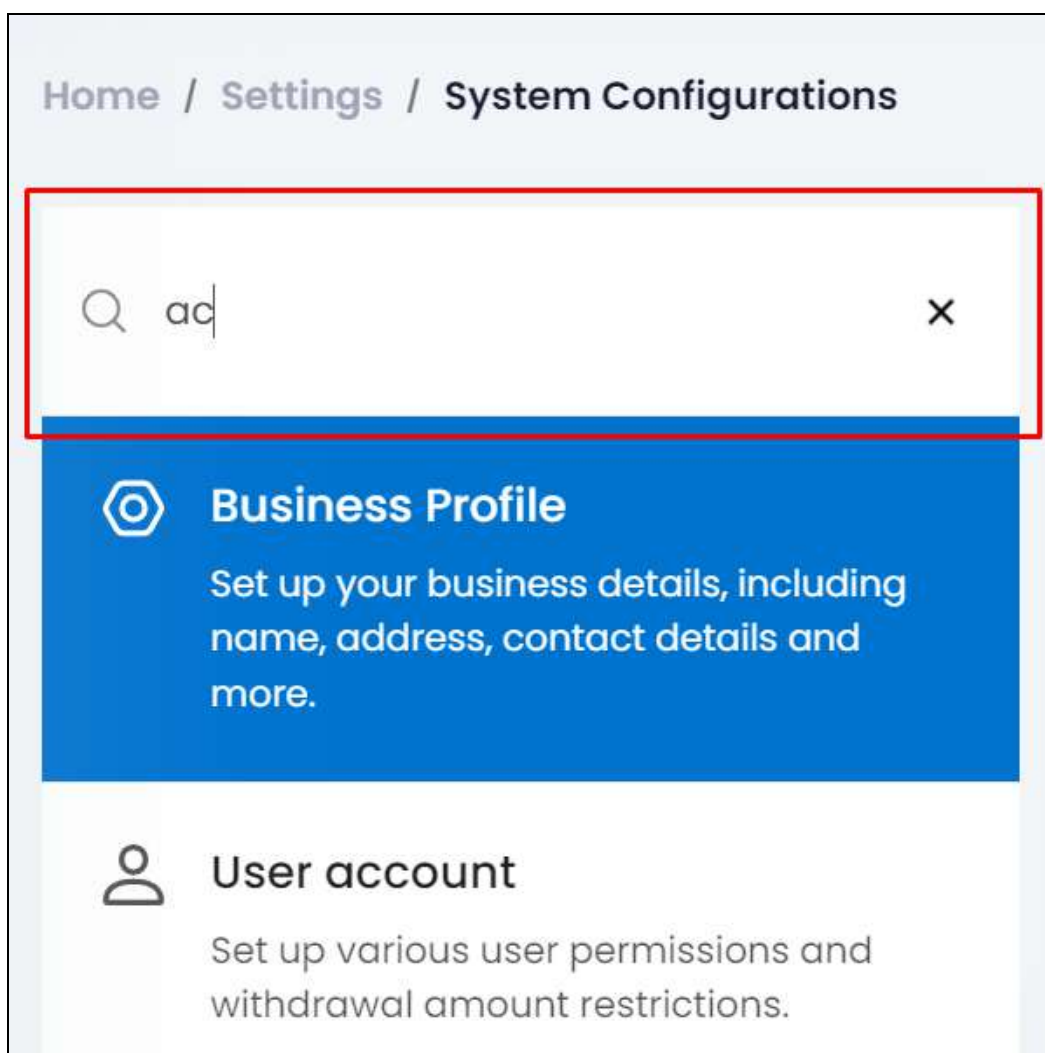 Home / Settings / System Configurations
ac
Business Profile
Set up your business details, including
name, address, contact details and
more.
User account
Set up various user permissions and
withdrawal amount restrictions.